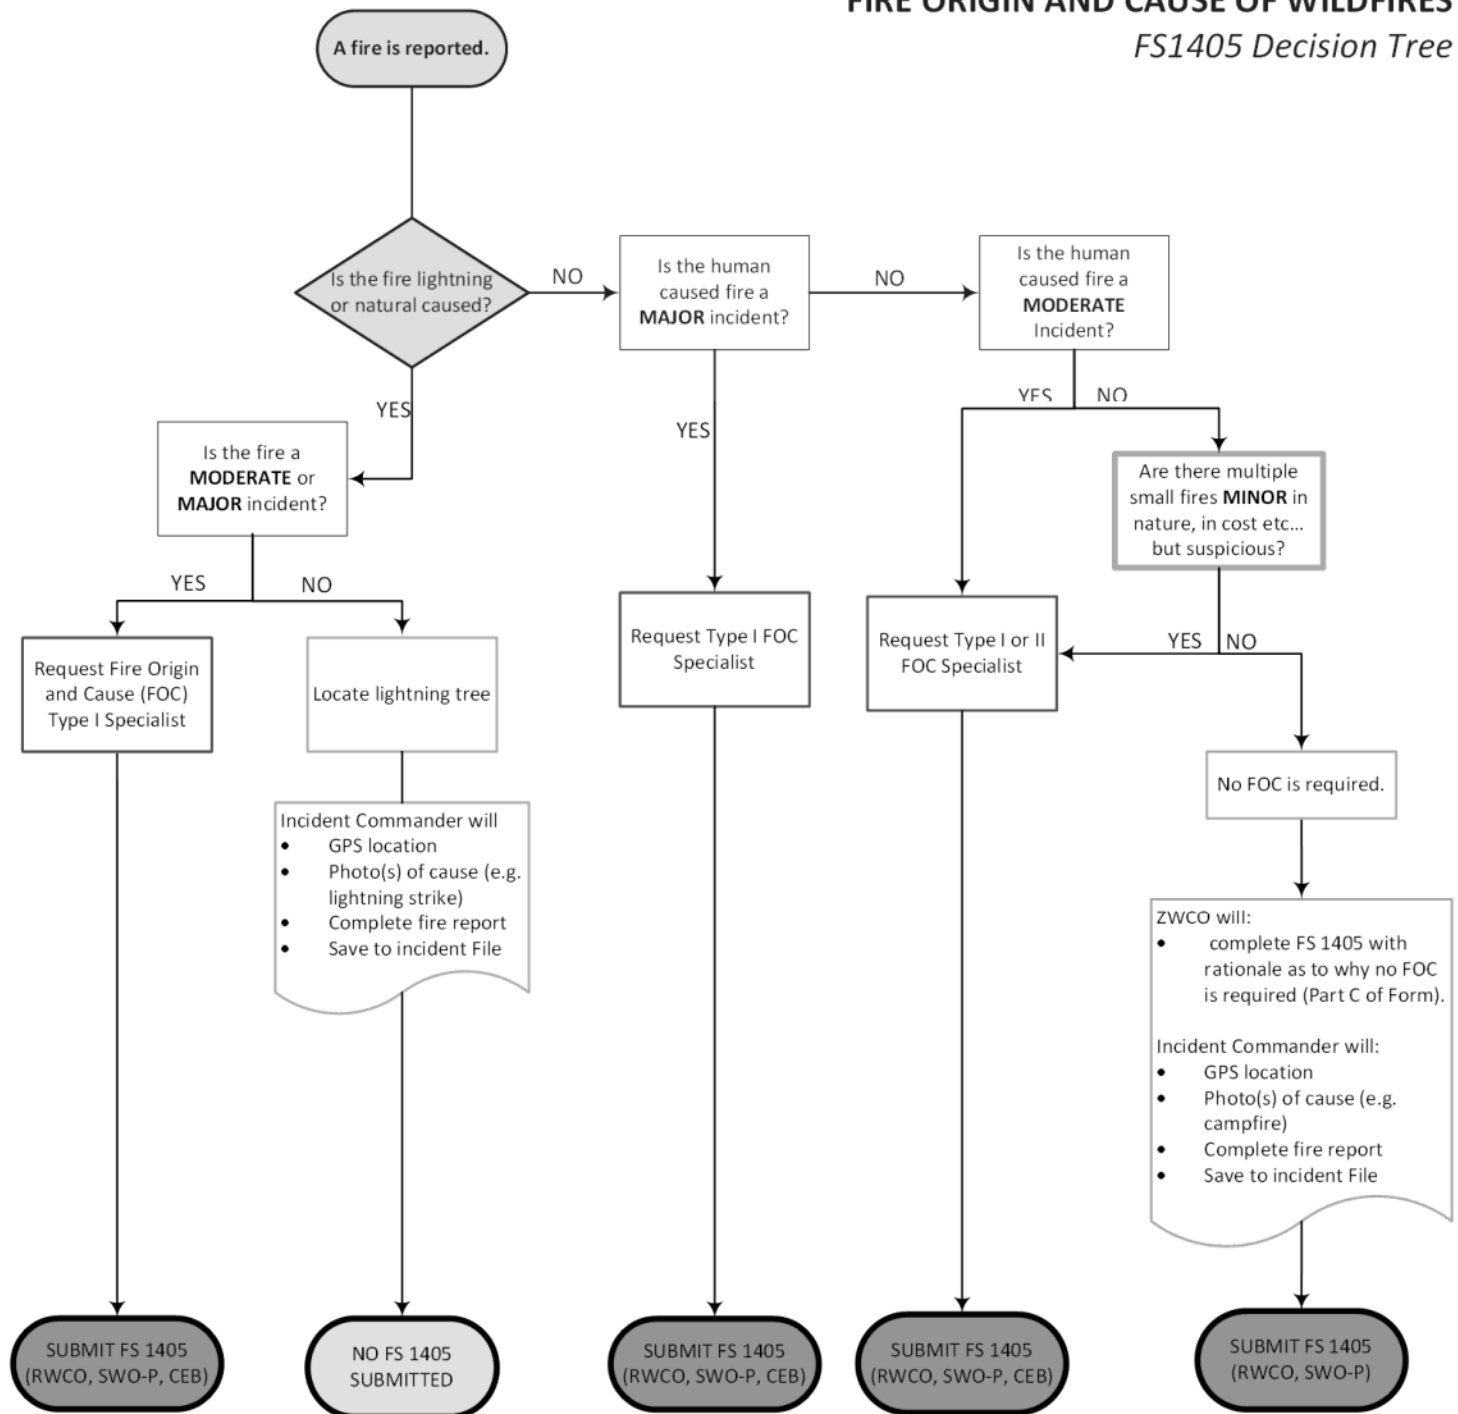 FIRE ORIGIN AND CAUSE OF WILDFIRES
FS1405 Decision Tree
A fire is reported.
Is the fire lightning
or natural caused?
NO
Is the human
caused fire a
MAJOR incident?
NO
Is the human
caused fire a
MODERATE
Incident?
YES
Is the fire a
MODERATE or
MAJOR incident?
YES
YES
NO
Are there multiple
small fires MINOR in
nature, in cost etc...
but suspicious?
YES
NO
Request Fire Origin
and Cause (FOC)
Type I Specialist
Locate lightning tree
Request Type I FOC
Specialist
Request Type I or II
FOC Specialist
YES
NO
No FOC is required.
Incident Commander will
• GPS location
• Photo(s) of cause (e.g.
lightning strike)
• Complete fire report
• Save to incident File
ZWCO will:
• complete FS 1405 with
rationale as to why no FOC
is required (Part C of Form).
Incident Commander will:
• GPS location
• Photo(s) of cause (e.g.
campfire)
• Complete fire report
• Save to incident File
SUBMIT FS 1405
(RWCO, SWO-P, CEB)
NO FS 1405
SUBMITTED
SUBMIT FS 1405
(RWCO, SWO-P, CEB)
SUBMIT FS 1405
(RWCO, SWO-P, CEB)
SUBMIT FS 1405
(RWCO, SWO-P)